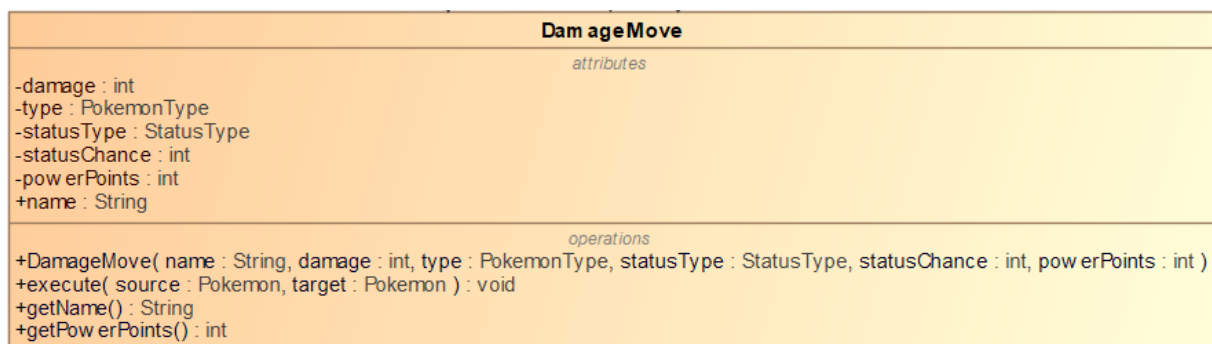 DamageMove
attributes
-damage : int
-type : PokemonType
-statusType : StatusType
-statusChance : int
-powerPoints : int
+name : String
operations
+DamageMove( name : String, damage : int, type : PokemonType, statusType : StatusType, statusChance : int, powerPoints : int )
+execute( source : Pokemon, target : Pokemon ) : void
+getName() : String
+getPowerPoints() : int